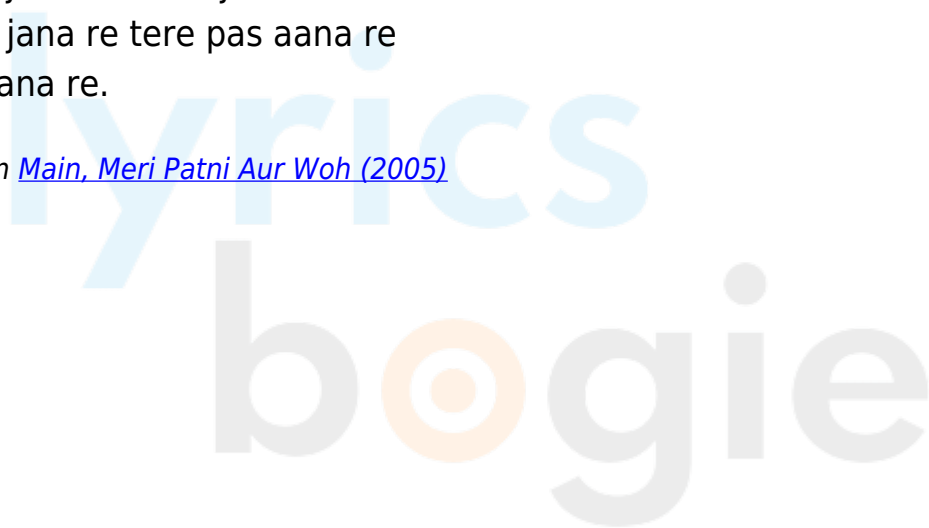 jana re tere pas aana re
ana re.
Main, Meri Patni Aur Woh (2005)
lyrics
bogie